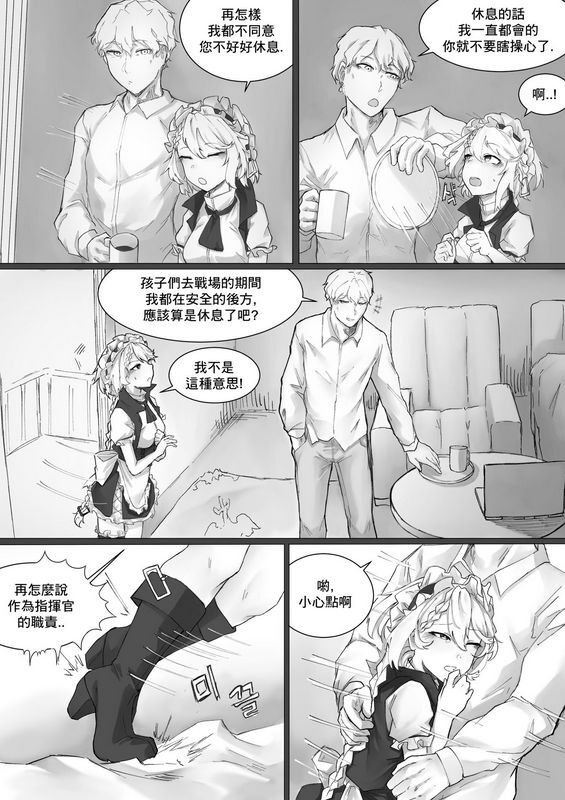 再怎樣
我都不同意
您不好好休息.
休息的話
我一直都會的
你就不要瞎操心了.
啊..!
孩子們去戰場的期間
我都在安全的後方,
應該算是休息了吧?
我不是
這種意思!
再怎麼說
作為指揮官
的職責..
미끌
喲,
小心點啊